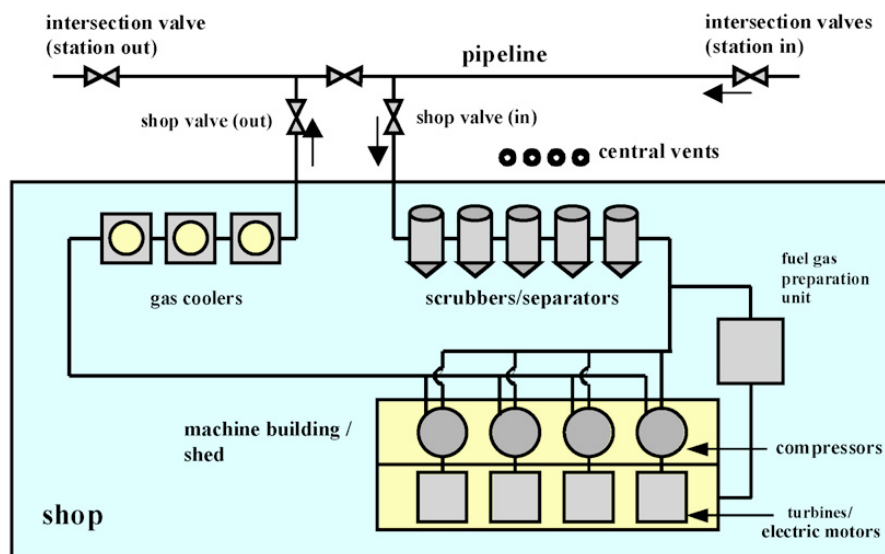 intersection valve
(station out)
intersection valves
(station in)
pipeline
shop valve (out)
shop valve (in)
central vents
gas coolers
scrubbers/separators
fuel gas
preparation
unit
machine building /
shed
compressors
shop
turbines/
electric motors